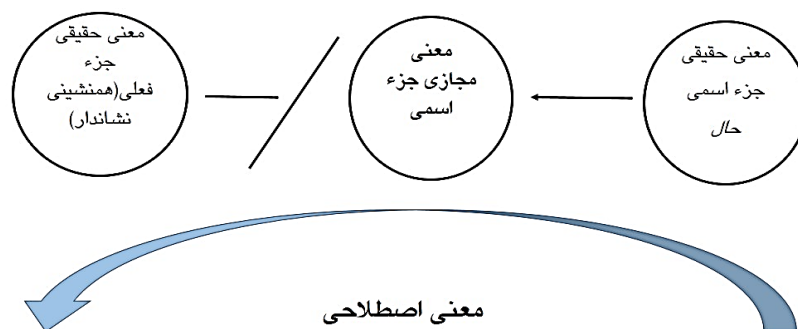 معنی حقیقی
جزء اسمی
حال
معنی
مجازی جزء
اسمی
معنی حقیقی
جزء
فعلی(همنشینی
نشاندار)
معنی اصطلاحی